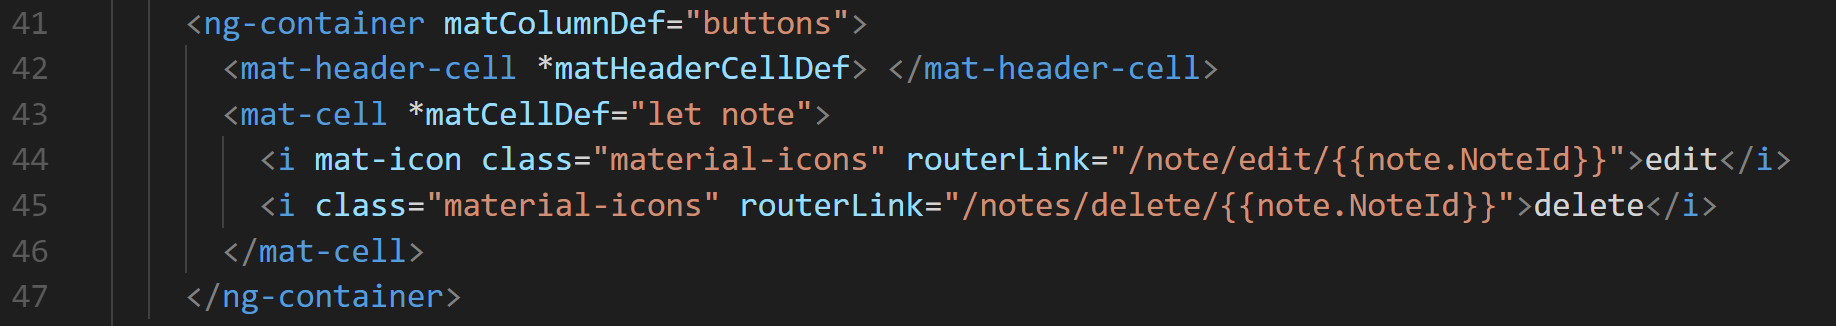 41 <ng-container matColumnDef="buttons">
42 <mat-header-cell *matHeaderCellDef> </mat-header-cell>
43 <mat-cell *matCellDef="let note">
44 <i mat-icon class="material-icons" routerLink="/note/edit/{{note.NoteId}}">edit</i>
45 <i class="material-icons" routerLink="/notes/delete/{{note.NoteId}}">delete</i>
46 </mat-cell>
47 </ng-container>